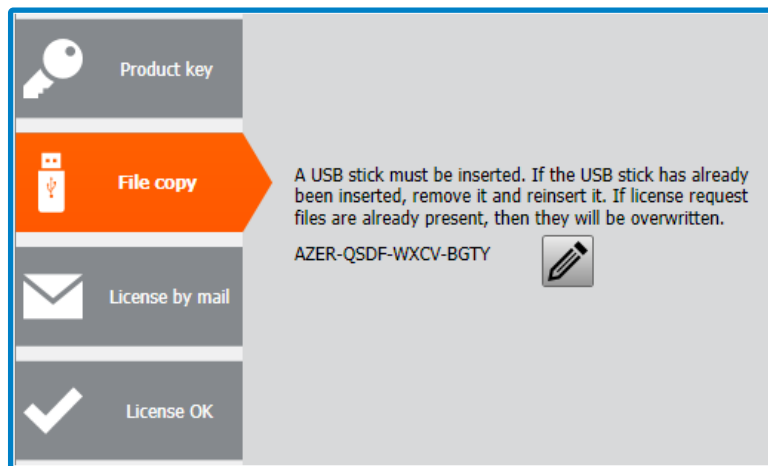 Product key
File copy
A USB stick must be inserted. If the USB stick has already
been inserted, remove it and reinsert it. If license request
files are already present, then they will be overwritten.
AZER-QSDF-WXCV-BGTY
License by mail
License OK